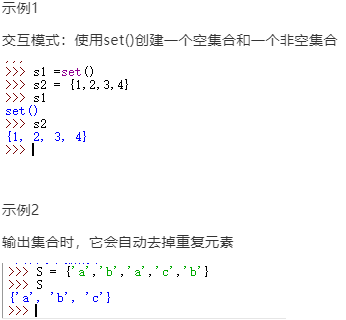 示例1
交互模式：使用set()创建一个空集合和一个非空集合
>>> s1 =set()
>>> s2 = {1,2,3,4}
>>> s1
set()
>>> s2
{1, 2, 3, 4}
>>>
示例2
输出集合时，它会自动去掉重复元素
>>> S = {'a','b','a','c','b'}
>>> S
{'a', 'b', 'c'}
>>>